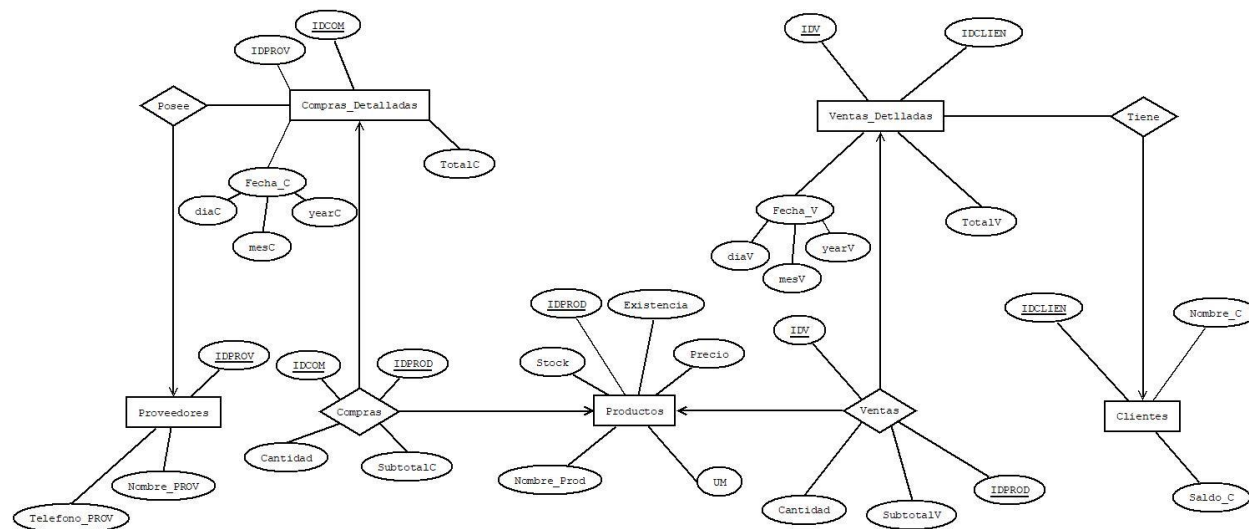 IDCOM
IDPROV
Posee
Compras_Detalladas
TotalC
Fecha_C
diaC
yearC
mesC
IDV
IDCLIEN
Ventas_Detlladas
Tiene
Fecha_V
TotalV
diaV
yearV
mesV
IDPROV
Proveedores
Nombre_PROV
Telefono_PROV
IDCOM
IDPROD
Compras
Cantidad
SubtotalC
IDPROD
Existencia
Stock
Precio
Productos
Nombre_Prod
UM
IDV
Ventas
Cantidad
SubtotalV
IDPROD
IDCLIEN
Nombre_C
Clientes
Saldo_C